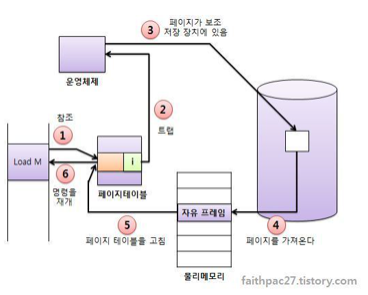 3
페이지가 보조
저장 장치에 있음
운영체제
2
트랩
참조
1
Load M
i
6
명령을
재개
페이지테이블
5
페이지 테이블을 고침
자유 프레임
4
페이지를 가져온다
물리메모리
faithpac27.tistory.com